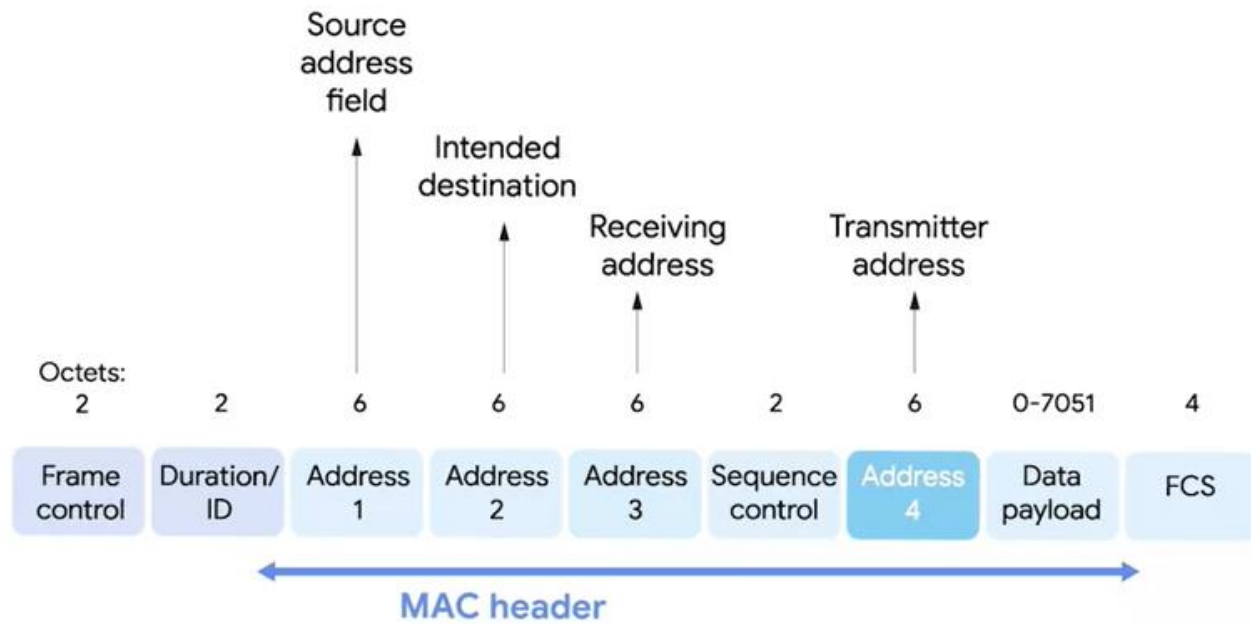 Source
address
field
Intended
destination
Receiving
address
Transmitter
address
Octets:
2 2 6 6 6 2 6 0-7051 4
Frame
control
Duration/
ID
Address
1
Address
2
Address
3
Sequence
control
Address
4
Data
payload
FCS
MAC header